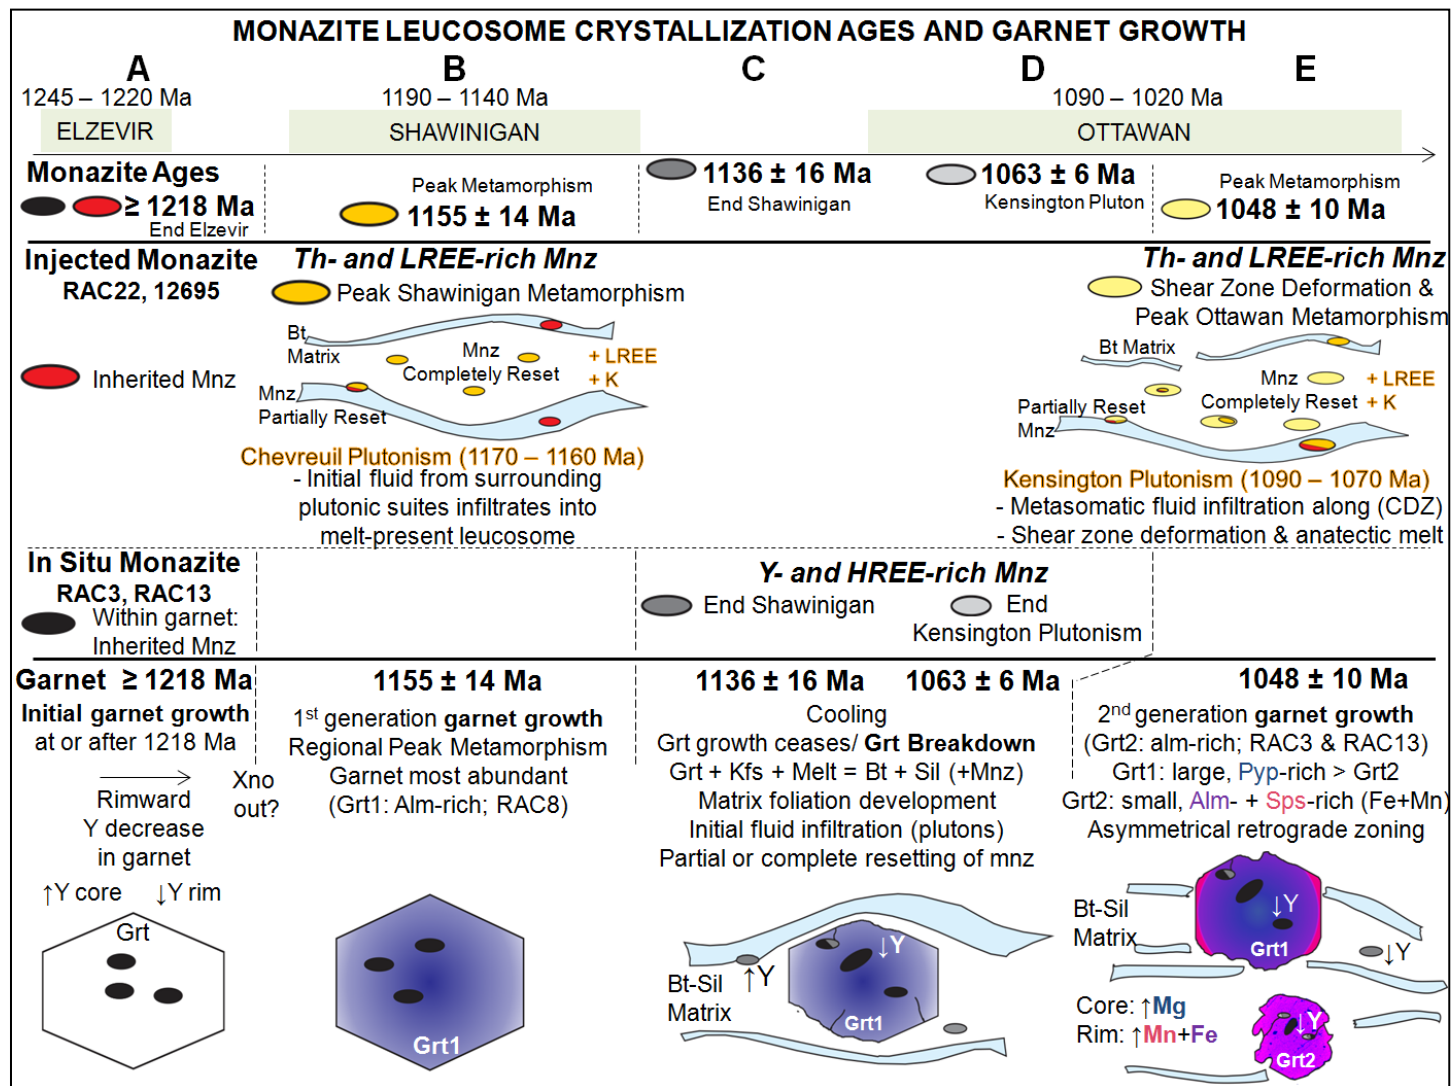 MONAZITE LEUCOSOME CRYSTALLIZATION AGES AND GARNET GROWTH
A
B
C
D
E
1245 – 1220 Ma
1190 – 1140 Ma
1090 – 1020 Ma
ELZEVIR
SHAWINIGAN
OTTAWAN
Monazite Ages
≥ 1218 Ma
End Elzevir
Peak Metamorphism
1155 ± 14 Ma
1136 ± 16 Ma
End Shawinigan
1063 ± 6 Ma
Kensington Pluton
Peak Metamorphism
1048 ± 10 Ma
Injected Monazite
RAC22, 12695
Inherited Mnz
Th- and LREE-rich Mnz
Peak Shawinigan Metamorphism
Bt
Matrix
Mnz
Completely Reset
+ LREE
+ K
Mnz
Partially Reset
Chevreuil Plutonism (1170 – 1160 Ma)
- Initial fluid from surrounding
plutonic suites infiltrates into
melt-present leucosome
Th- and LREE-rich Mnz
Shear Zone Deformation &
Peak Ottawan Metamorphism
Bt Matrix
Mnz
Completely Reset
+ LREE
+ K
Partially Reset
Mnz
Kensington Plutonism (1090 – 1070 Ma)
- Metasomatic fluid infiltration along (CDZ)
- Shear zone deformation & anatectic melt
In Situ Monazite
RAC3, RAC13
Within garnet:
Inherited Mnz
Y- and HREE-rich Mnz
End Shawinigan
End
Kensington Plutonism
Garnet ≥ 1218 Ma
Initial garnet growth
at or after 1218 Ma
Rimward
Y decrease
in garnet
Xno
out?
↑Y core ↓Y rim
Grt
1155 ± 14 Ma
1st generation garnet growth
Regional Peak Metamorphism
Garnet most abundant
(Grt1: Alm-rich; RAC8)
Grt1
1136 ± 16 Ma 1063 ± 6 Ma
Cooling
Grt growth ceases/ Grt Breakdown
Grt + Kfs + Melt = Bt + Sil (+Mnz)
Matrix foliation development
Initial fluid infiltration (plutons)
Partial or complete resetting of mnz
↓Y
↑Y
Bt-Sil
Matrix
Grt1
1048 ± 10 Ma
2nd generation garnet growth
(Grt2: alm-rich; RAC3 & RAC13)
Grt1: large, Pyp-rich > Grt2
Grt2: small, Alm- + Sps-rich (Fe+Mn)
Asymmetrical retrograde zoning
Bt-Sil
Matrix
↓Y
Grt1
↓Y
Core: ↑Mg
Rim: ↑Mn+Fe
↓Y
Grt2